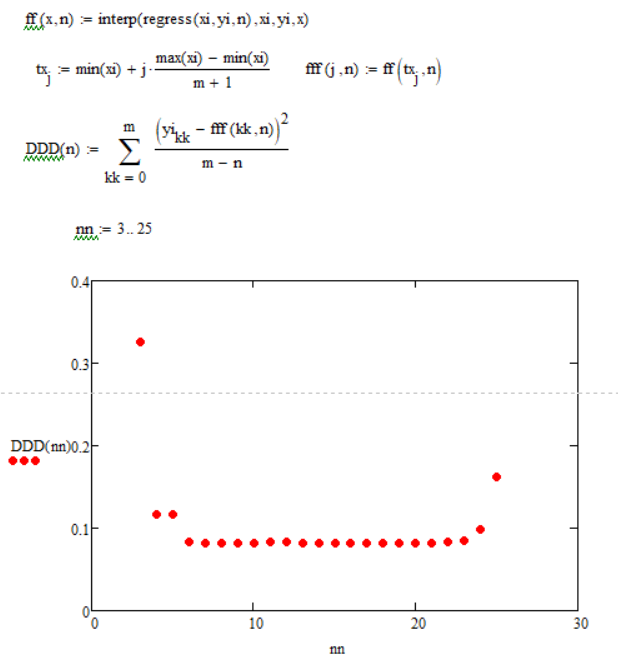 ff(x,n) := interp(regress(xi,yi,n),xi,yi,x)
tx_j := min(xi) + j·(max(xi) − min(xi))/(m + 1) fff(j,n) := ff(tx_j,n)
DDD(n) := ∑_{kk = 0}^{m} (yi_kk − fff(kk,n))^2/(m − n)
nn := 3.. 25
0.4
0.3
DDD(nn) 0.2
0.1
0
0 10 20 30
nn